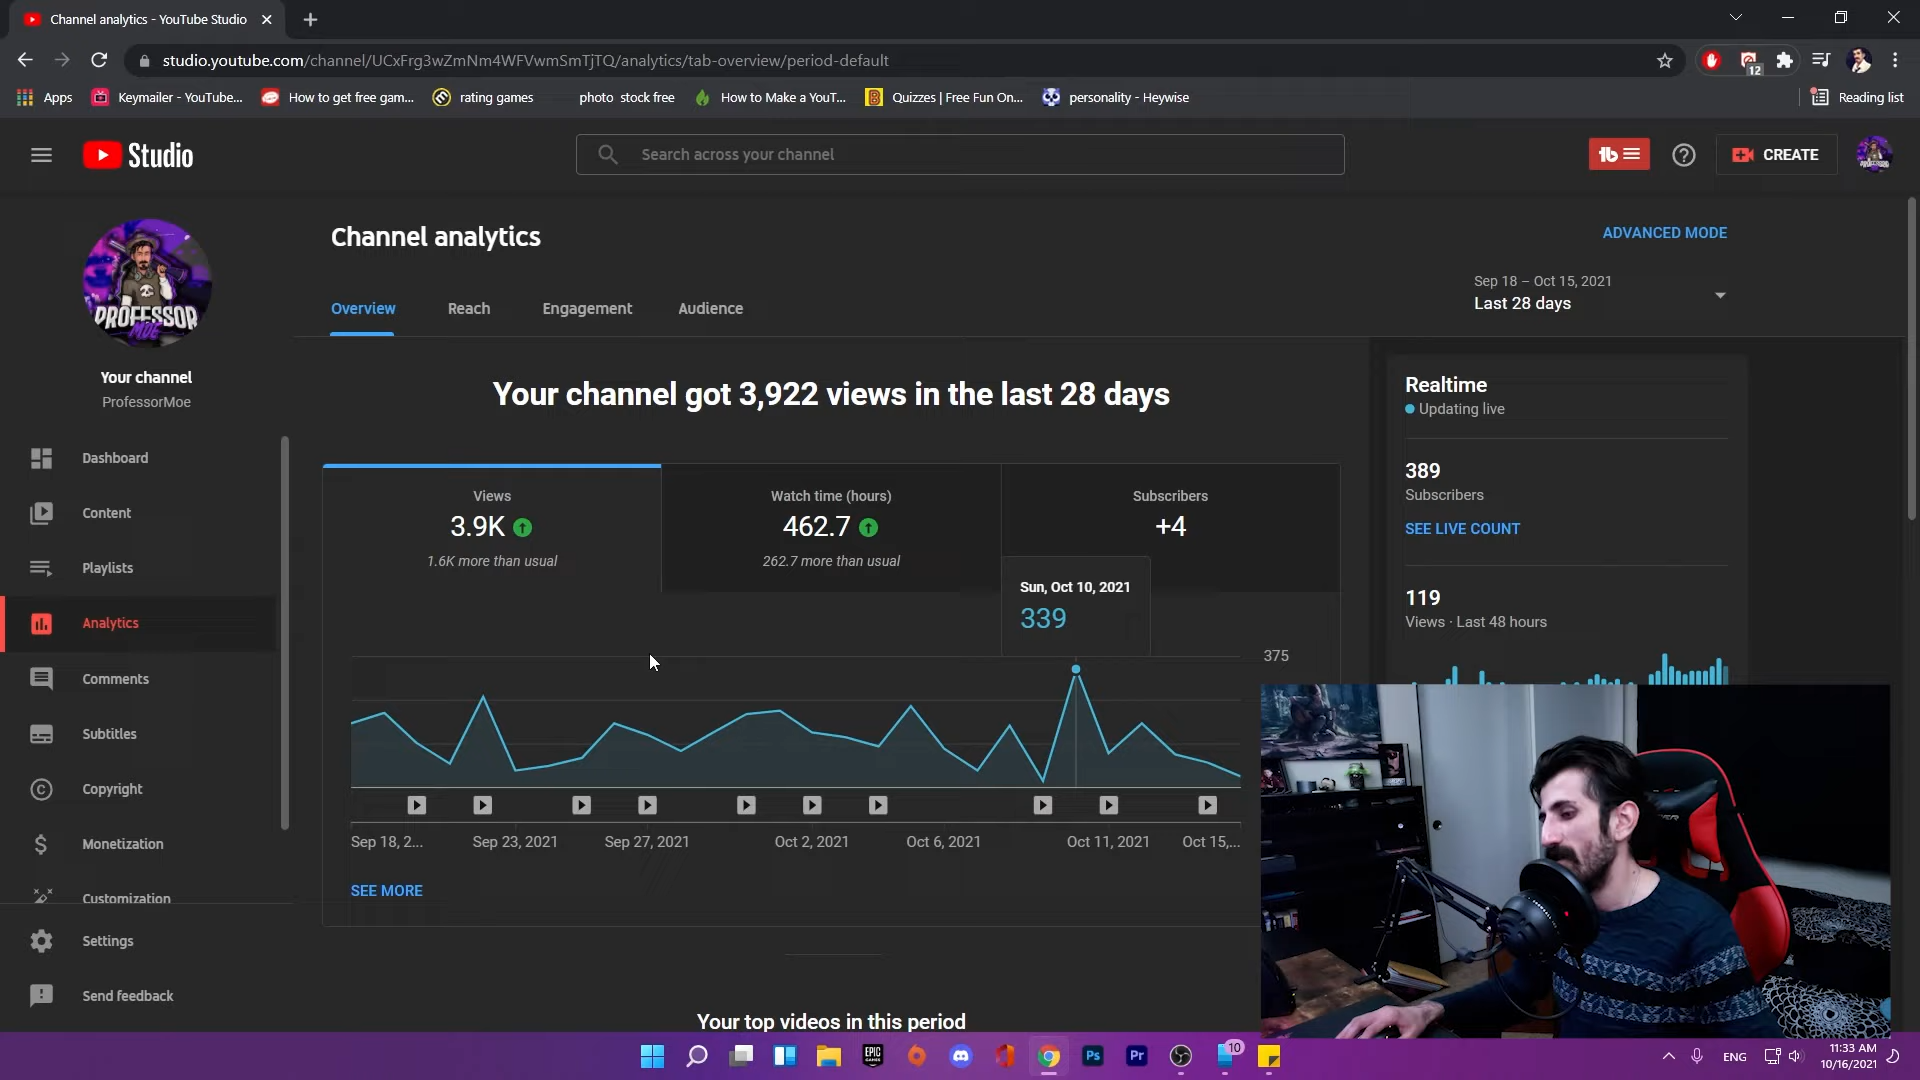 Channel analytics - YouTube Studio
studio.youtube.com/channel/UCxFrg3wZmNm4WFVwmSmTjTQ/analytics/tab-overview/period-default
12
Apps
Keymailer - YouTube...
How to get free gam...
rating games
photo stock free
How to Make a YouT...
Quizzes | Free Fun On...
personality - Heywise
Reading list
Studio
Search across your channel
CREATE
PROFESSOR
MOE
Your channel
ProfessorMoe
Dashboard
Content
Playlists
Analytics
Comments
Subtitles
Copyright
Monetization
Customization
Settings
Send feedback
Channel analytics
ADVANCED MODE
Overview
Reach
Engagement
Audience
Sep 18 – Oct 15, 2021
Last 28 days
Your channel got 3,922 views in the last 28 days
Views
3.9K
1.6K more than usual
Watch time (hours)
462.7
262.7 more than usual
Subscribers
+4
Sun, Oct 10, 2021
339
375
Sep 18, 2...
Sep 23, 2021
Sep 27, 2021
Oct 2, 2021
Oct 6, 2021
Oct 11, 2021
Oct 15,...
SEE MORE
Your top videos in this period
Realtime
Updating live
389
Subscribers
SEE LIVE COUNT
119
Views · Last 48 hours
EPIC
GAMES
Ps
Pr
10
ENG
11:33 AM
10/16/2021